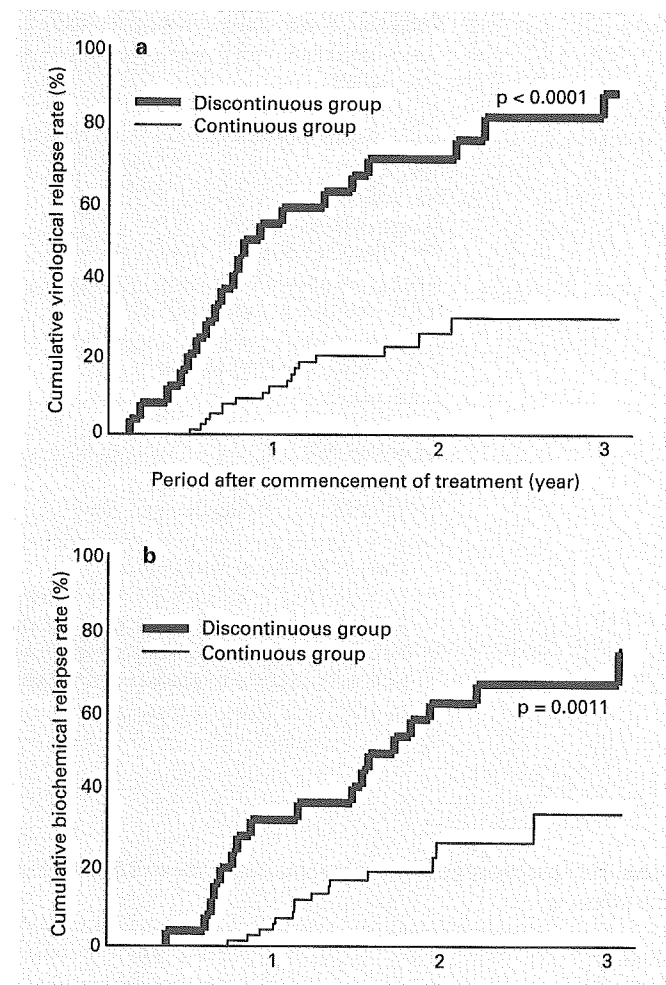 a
Cumulative virological relapse rate (%)
100
80
60
40
20
0
Discontinuous group
Continuous group
p < 0.0001
1 2 3
Period after commencement of treatment (year)
b
Cumulative biochemical relapse rate (%)
100
80
60
40
20
0
Discontinuous group
Continuous group
p = 0.0011
1 2 3